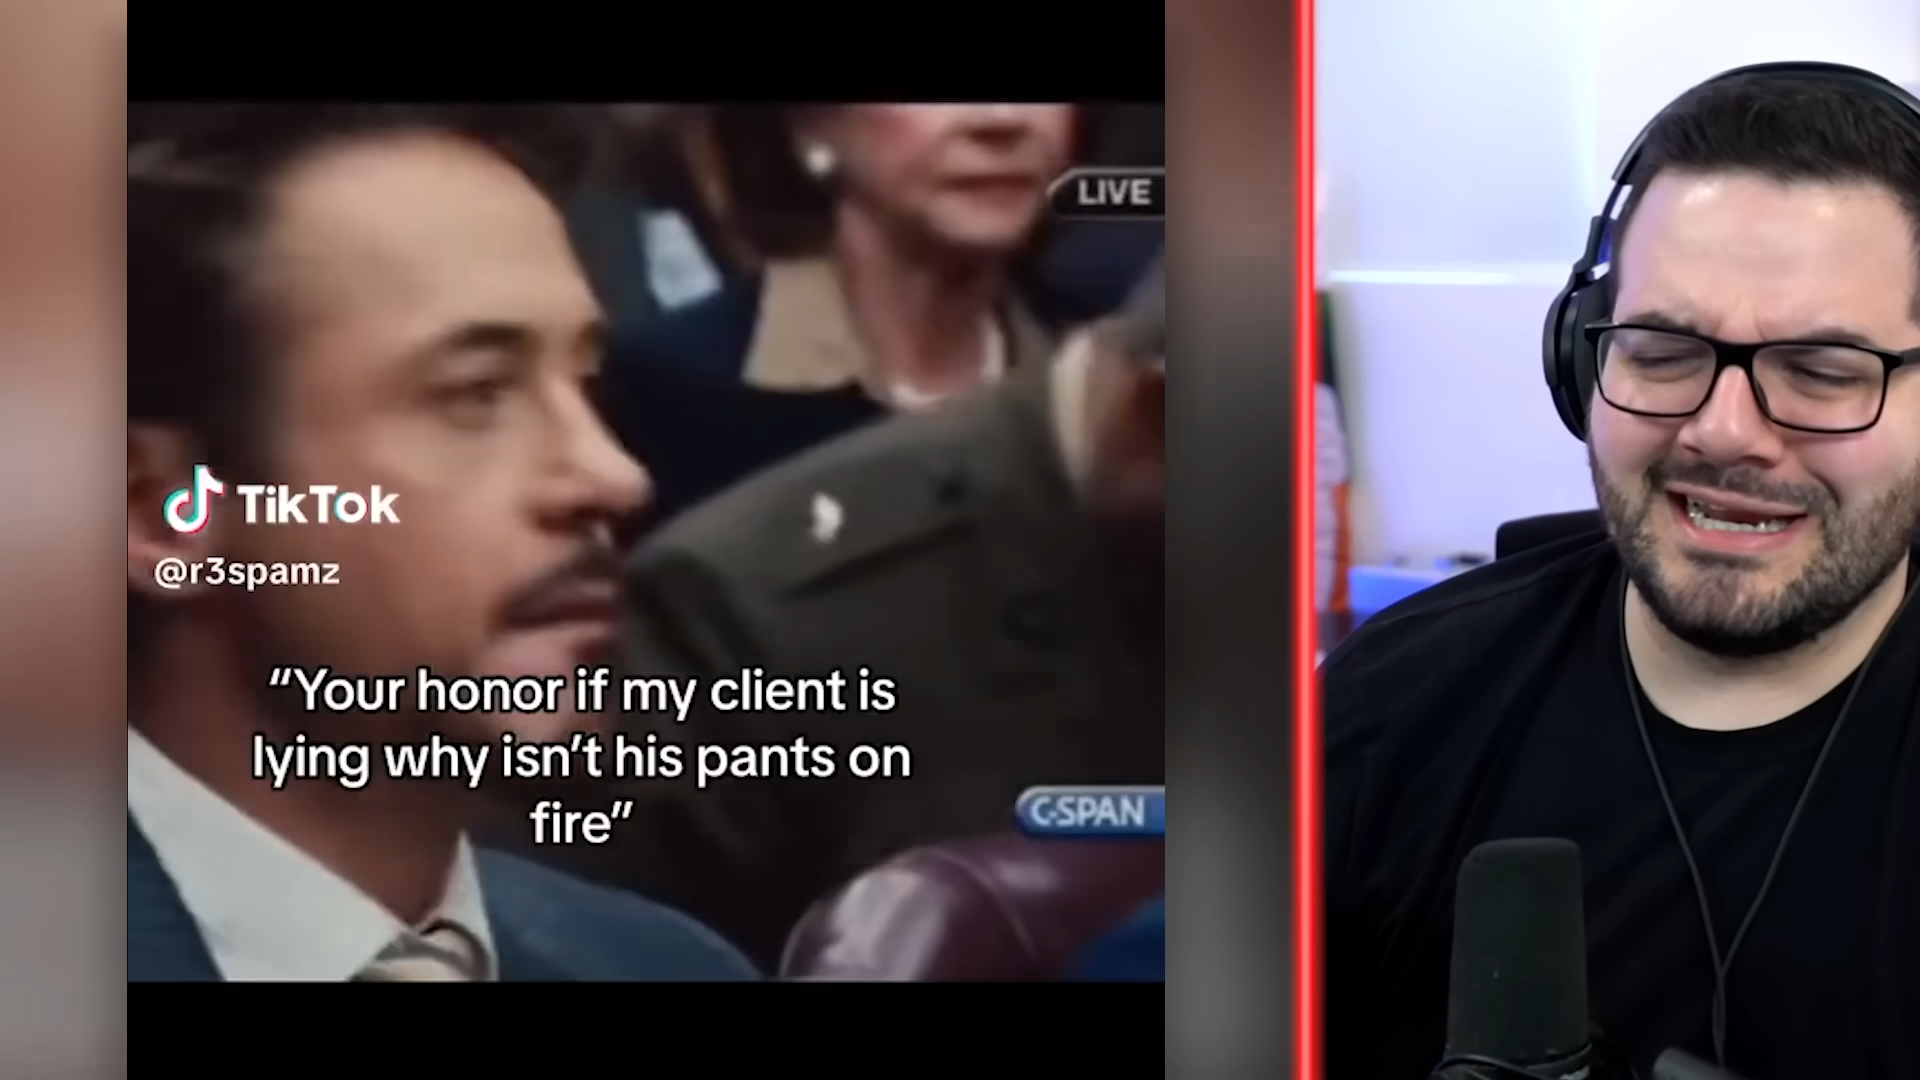 LIVE
TikTok
@r3spamz
“Your honor if my client is
lying why isn’t his pants on
fire”
C-SPAN